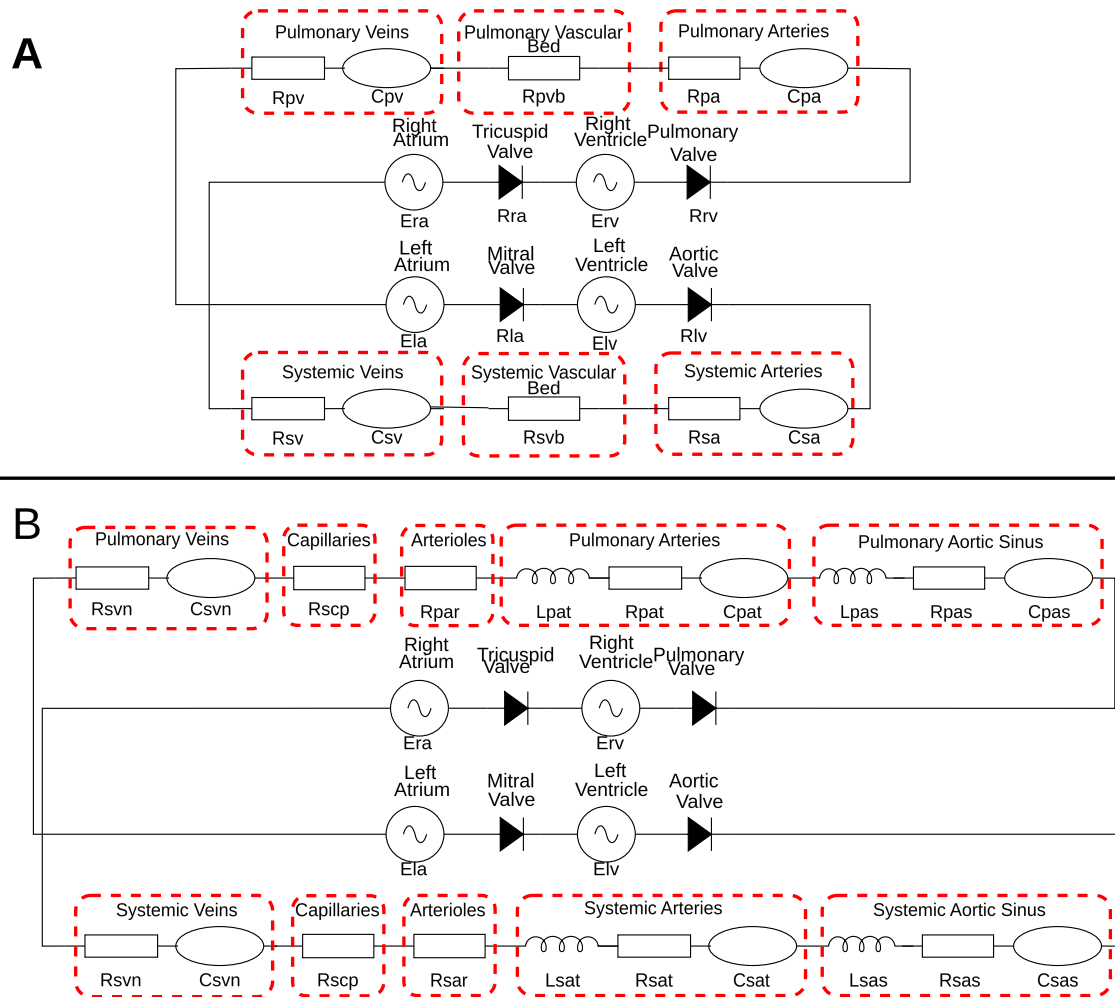 A
Pulmonary Veins
Rpv
Cpv
Pulmonary Vascular
Bed
Rpvb
Pulmonary Arteries
Rpa
Cpa
Right
Atrium
Era
Tricuspid
Valve
Rra
Right
Ventricle
Erv
Pulmonary
Valve
Rrv
Left
Atrium
Ela
Mitral
Valve
Rla
Left
Ventricle
Elv
Aortic
Valve
Rlv
Systemic Veins
Rsv
Csv
Systemic Vascular
Bed
Rsvb
Systemic Arteries
Rsa
Csa
B
Pulmonary Veins
Rsvn
Csvn
Capillaries
Rscp
Arterioles
Rpar
Pulmonary Arteries
Lpat
Rpat
Cpat
Pulmonary Aortic Sinus
Lpas
Rpas
Cpas
Right
Atrium
Era
Tricuspid
Valve
Right
Ventricle
Erv
Pulmonary
Valve
Left
Atrium
Ela
Mitral
Valve
Left
Ventricle
Elv
Aortic
Valve
Systemic Veins
Rsvn
Csvn
Capillaries
Rscp
Arterioles
Rsar
Systemic Arteries
Lsat
Rsat
Csat
Systemic Aortic Sinus
Lsas
Rsas
Csas